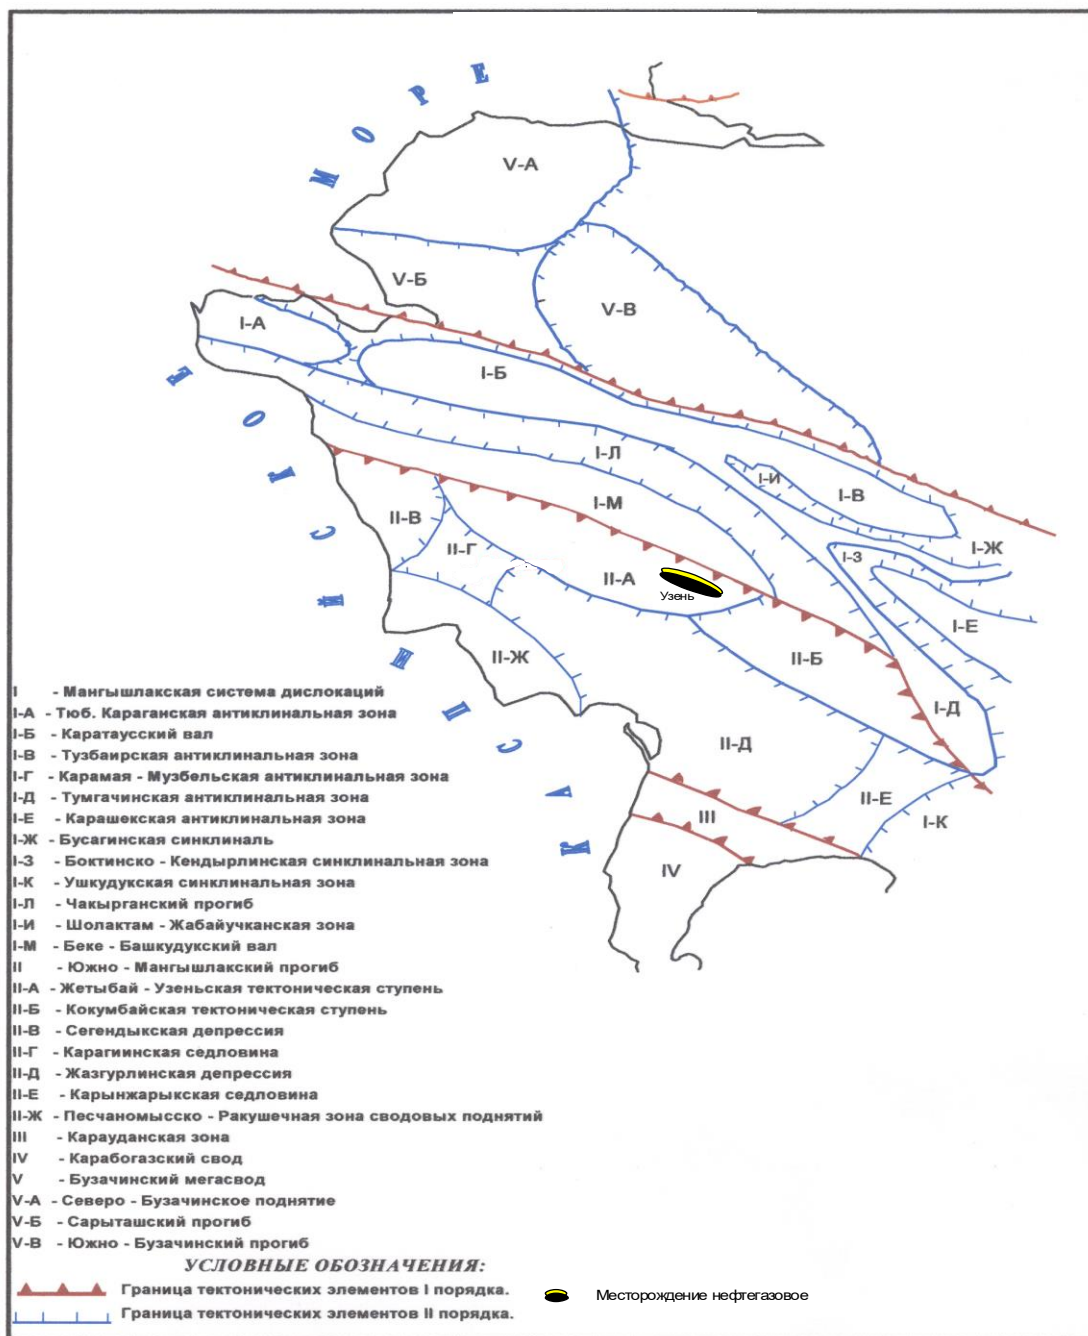 КАСПИЙСКОЕ МОРЕ
V-А
V-Б
V-В
I-А
I-Б
I-Л
I-И
I-В
I-М
II-В
I-Ж
II-Г
I-З
II-А
Узень
I-Е
II-Ж
II-Б
I-Д
II-Д
II-Е
III
I-К
IV
I - Мангышлакская система дислокаций
I-А - Тюб. Караганская антиклинальная зона
I-Б - Каратаусский вал
I-В - Тузбаирская антиклинальная зона
I-Г - Карамая - Музбельская антиклинальная зона
I-Д - Тумгачинская антиклинальная зона
I-Е - Карашекская антиклинальная зона
I-Ж - Бусагинская синклиналь
I-З - Боктинско - Кендырлинская синклинальная зона
I-К - Ушкудукская синклинальная зона
I-Л - Чакырганский прогиб
I-И - Шолактам - Жабайучканская зона
I-М - Беке - Башкудукский вал
II - Южно - Мангышлакский прогиб
II-А - Жетыбай - Узеньская тектоническая ступень
II-Б - Кокумбайская тектоническая ступень
II-В - Сегендыкская депрессия
II-Г - Карагиинская седловина
II-Д - Жазгурлинская депрессия
II-Е - Карынжарыкская седловина
II-Ж - Песчаномысско - Ракушечная зона сводовых поднятий
III - Карауданская зона
IV - Карабогазский свод
V - Бузачинский мегасвод
V-А - Северо - Бузачинское поднятие
V-Б - Сарыташский прогиб
V-В - Южно - Бузачинский прогиб
УСЛОВНЫЕ ОБОЗНАЧЕНИЯ:
Граница тектонических элементов I порядка.
Месторождение нефтегазовое
Граница тектонических элементов II порядка.